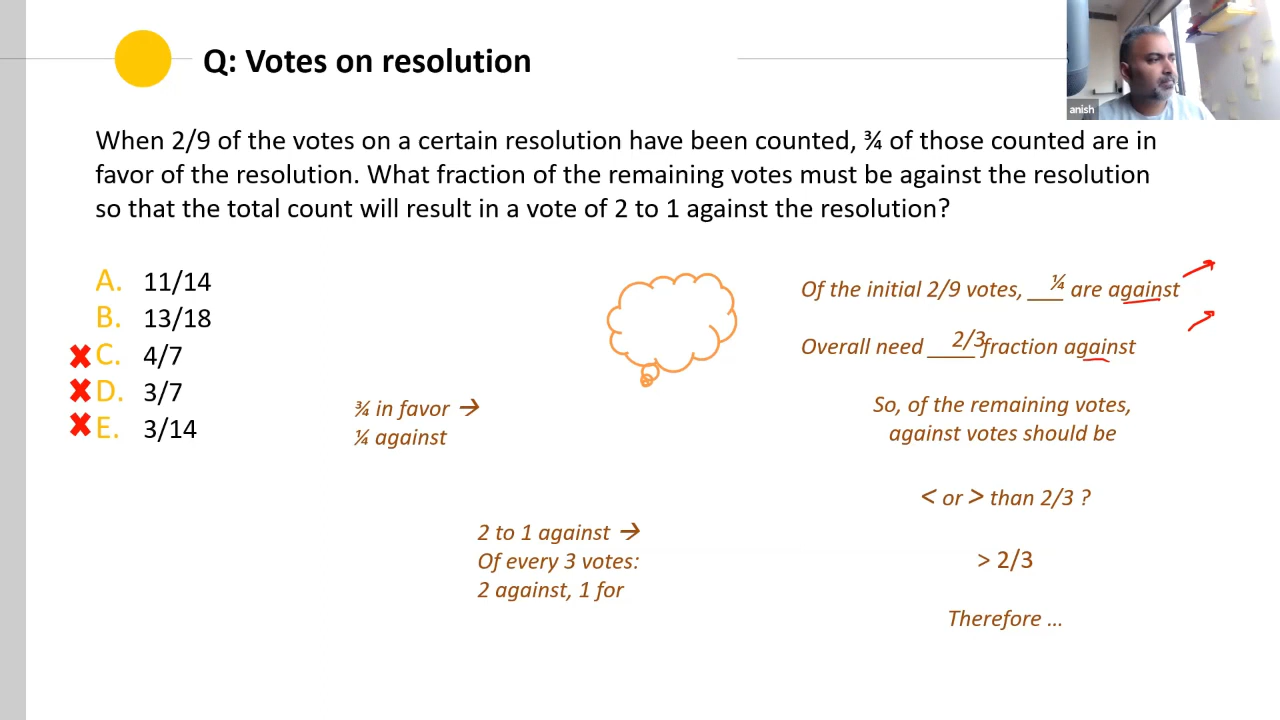 Q: Votes on resolution
anish
When 2/9 of the votes on a certain resolution have been counted, ¾ of those counted are in
favor of the resolution. What fraction of the remaining votes must be against the resolution
so that the total count will result in a vote of 2 to 1 against the resolution?
A. 11/14
B. 13/18
C. 4/7
D. 3/7
E. 3/14
¾ in favor →
¼ against
2 to 1 against →
Of every 3 votes:
2 against, 1 for
Of the initial 2/9 votes, ___ ¼ are against
Overall need ____ 2/3 fraction against
So, of the remaining votes,
against votes should be
< or > than 2/3 ?
> 2/3
Therefore …